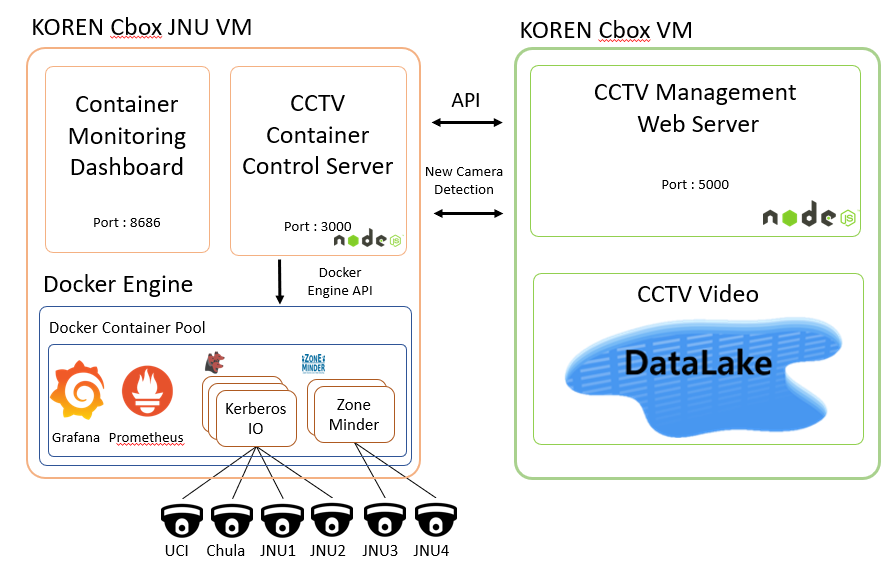 KOREN Cbox JNU VM
Container
Monitoring
Dashboard
Port : 8686
CCTV
Container
Control Server
Port : 3000
node
JS
Docker Engine
Docker
Engine API
Docker Container Pool
Grafana
Prometheus
Kerberos
IO
ZONE
MINDER
Zone
Minder
UCI
Chula
JNU1
JNU2
JNU3
JNU4
API
New Camera
Detection
KOREN Cbox VM
CCTV Management
Web Server
Port : 5000
node
JS
CCTV Video
DataLake